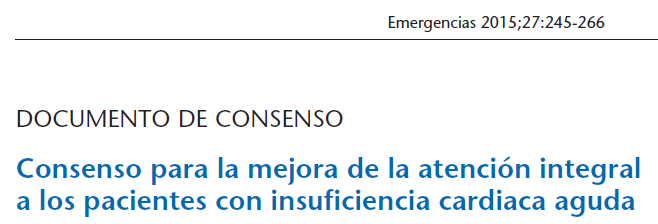 Emergencias 2015;27:245-266
DOCUMENTO DE CONSENSO
Consenso para la mejora de la atención integral
a los pacientes con insuficiencia cardiaca aguda